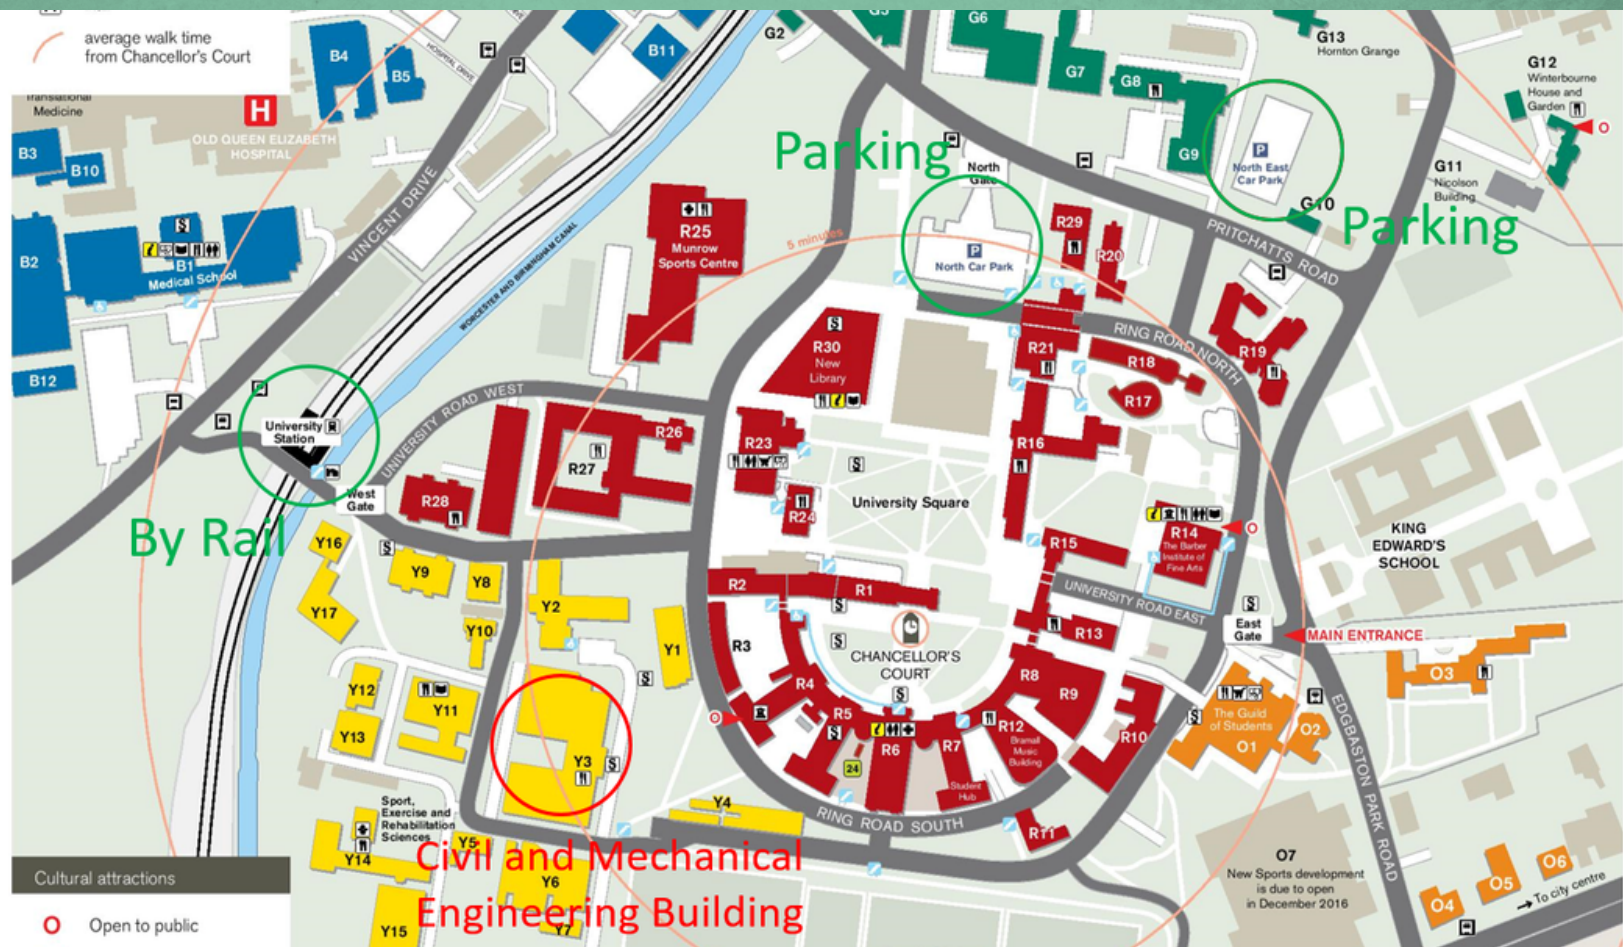 average walk time
from Chancellor's Court
Translational
Medicine
H
OLD QUEEN ELIZABETH
HOSPITAL
B4
B5
B11
B3
B10
B2
B1
Medical School
B12
HOSPITAL DRIVE
VINCENT DRIVE
WORCESTER AND BIRMINGHAM CANAL
G2
G6
G7
G8
G9
G13
Hornton Grange
G12
Winterbourne
House and
Garden
O
G11
Nicolson
Building
G10
P
North East
Car Park
Parking
Parking
North
Gate
P
North Car Park
PRITCHATTS ROAD
5 minutes
R25
Munrow
Sports Centre
R29
R20
R30
New
Library
R21
RING ROAD NORTH
R18
R19
R17
R16
University
Station
By Rail
UNIVERSITY ROAD WEST
West
Gate
R28
R27
R26
R23
R24
University Square
R14
The Barber
Institute of
Fine Arts
O
R15
KING
EDWARD'S
SCHOOL
UNIVERSITY ROAD EAST
East
Gate
MAIN ENTRANCE
Y16
Y9
Y8
Y17
Y10
Y2
Y1
R2
R1
R3
CHANCELLOR'S
COURT
R13
R4
R5
R6
R7
R8
R9
R10
R12
Bramall
Music
Building
Student
Hub
24
O
R11
RING ROAD SOUTH
Y12
Y11
Y13
Y3
Y4
O3
The Guild
of Students
O1
O2
EDGBASTON PARK ROAD
Sport,
Exercise and
Rehabilitation
Sciences
Y14
Y5
Y6
Y7
Y15
Civil and Mechanical
Engineering Building
O7
New Sports development
is due to open
in December 2016
O4
O5
O6
To city centre
Cultural attractions
O Open to public